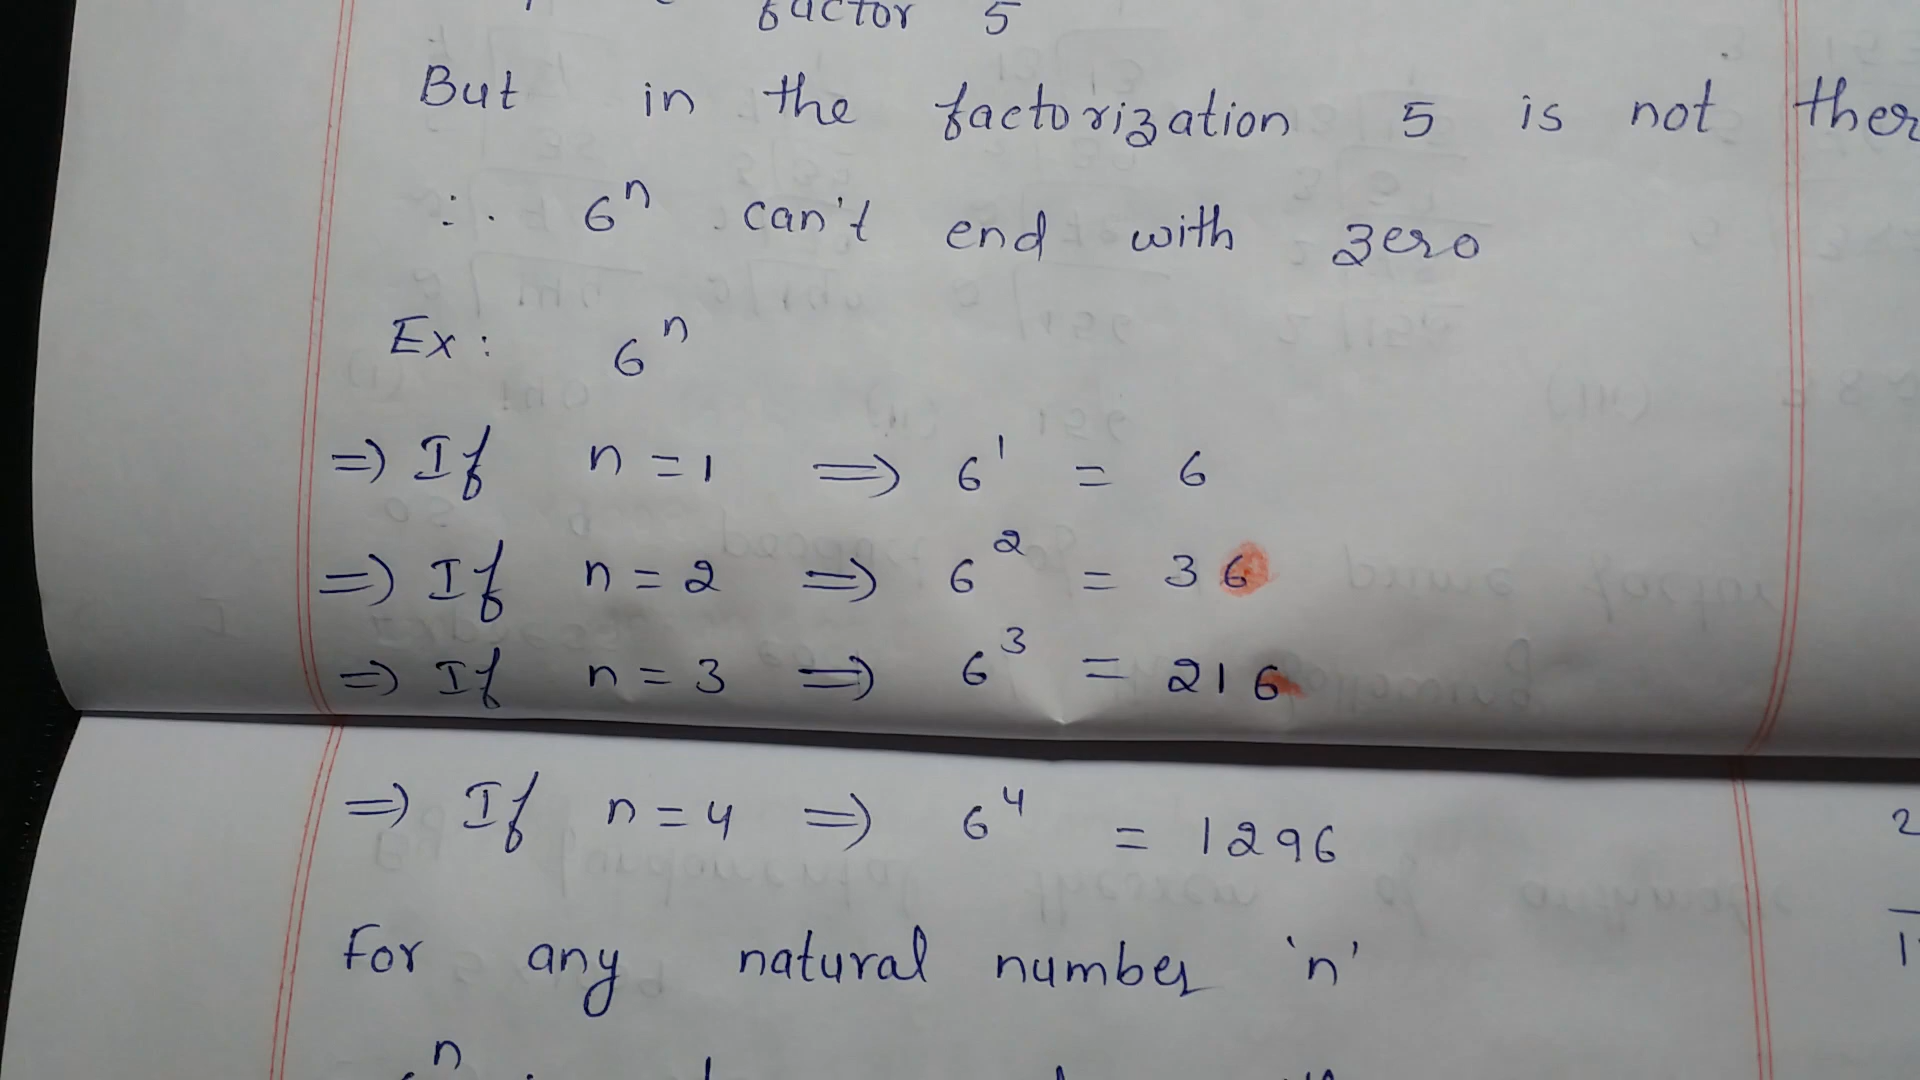 factor 5
But in the factorization 5 is not
∴ 6ⁿ can't end with zero
Ex: 6ⁿ
=> If n = 1 => 6¹ = 6
=> If n = 2 => 6² = 36
=> If n = 3 => 6³ = 216
=> If n = 4 => 6⁴ = 1296
For any natural number 'n'